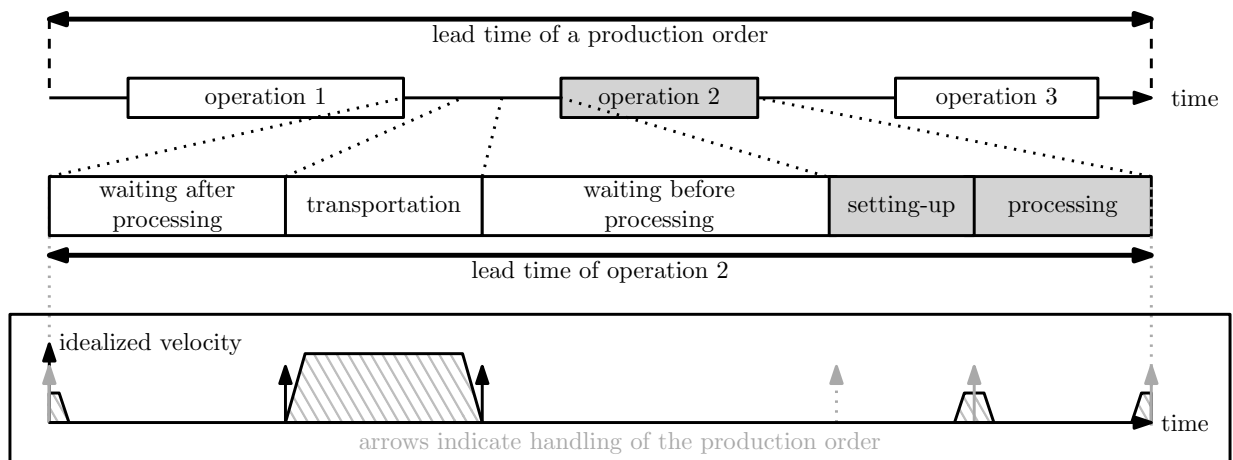 lead time of a production order
operation 1
operation 2
operation 3
time
waiting after
processing
transportation
waiting before
processing
setting-up
processing
lead time of operation 2
idealized velocity
time
arrows indicate handling of the production order